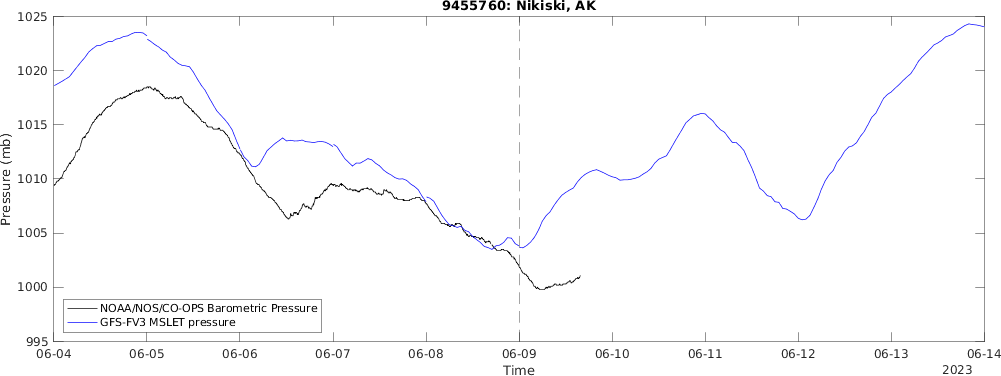 9455760: Nikiski, AK
Pressure (mb)
1025
1020
1015
1010
1005
1000
995
NOAA/NOS/CO-OPS Barometric Pressure
GFS-FV3 MSLET pressure
06-04 06-05 06-06 06-07 06-08 06-09 06-10 06-11 06-12 06-13 06-14
Time
2023